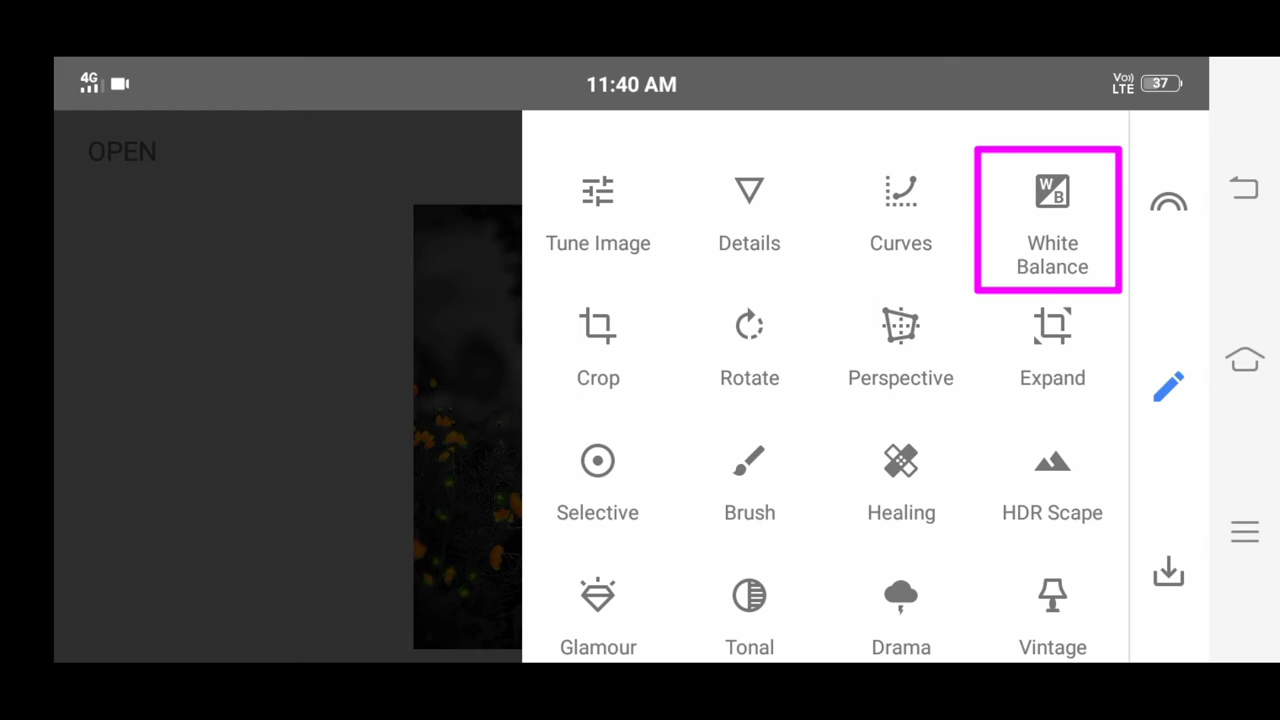 4G
11:40 AM
Vo))
LTE
37
OPEN
Tune Image
Details
Curves
WB
White
Balance
Crop
Rotate
Perspective
Expand
Selective
Brush
Healing
HDR Scape
Glamour
Tonal
Drama
Vintage